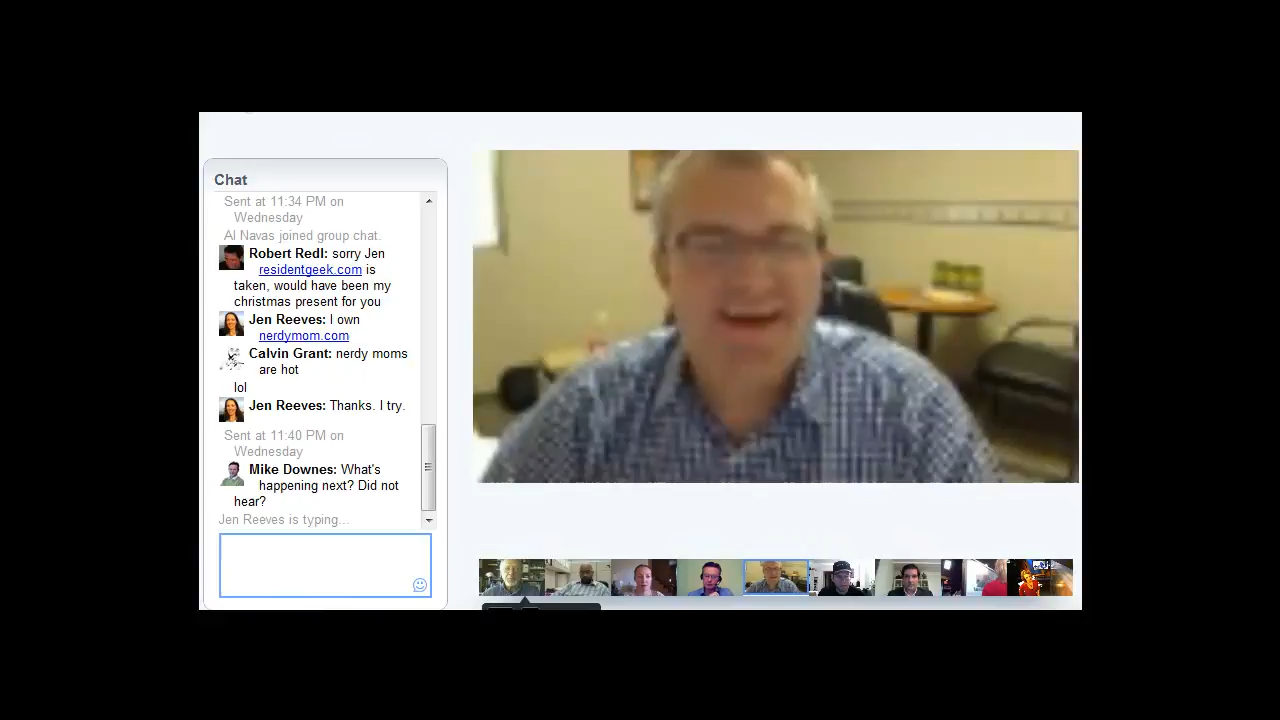 Chat
Sent at 11:34 PM on
Wednesday
Al Navas joined group chat.
Robert Redl: sorry Jen
residentgeek.com is
taken, would have been my
christmas present for you
Jen Reeves: I own
nerdymom.com
Calvin Grant: nerdy moms
are hot
lol
Jen Reeves: Thanks. I try.
Sent at 11:40 PM on
Wednesday
Mike Downes: What's
happening next? Did not
hear?
Jen Reeves is typing...